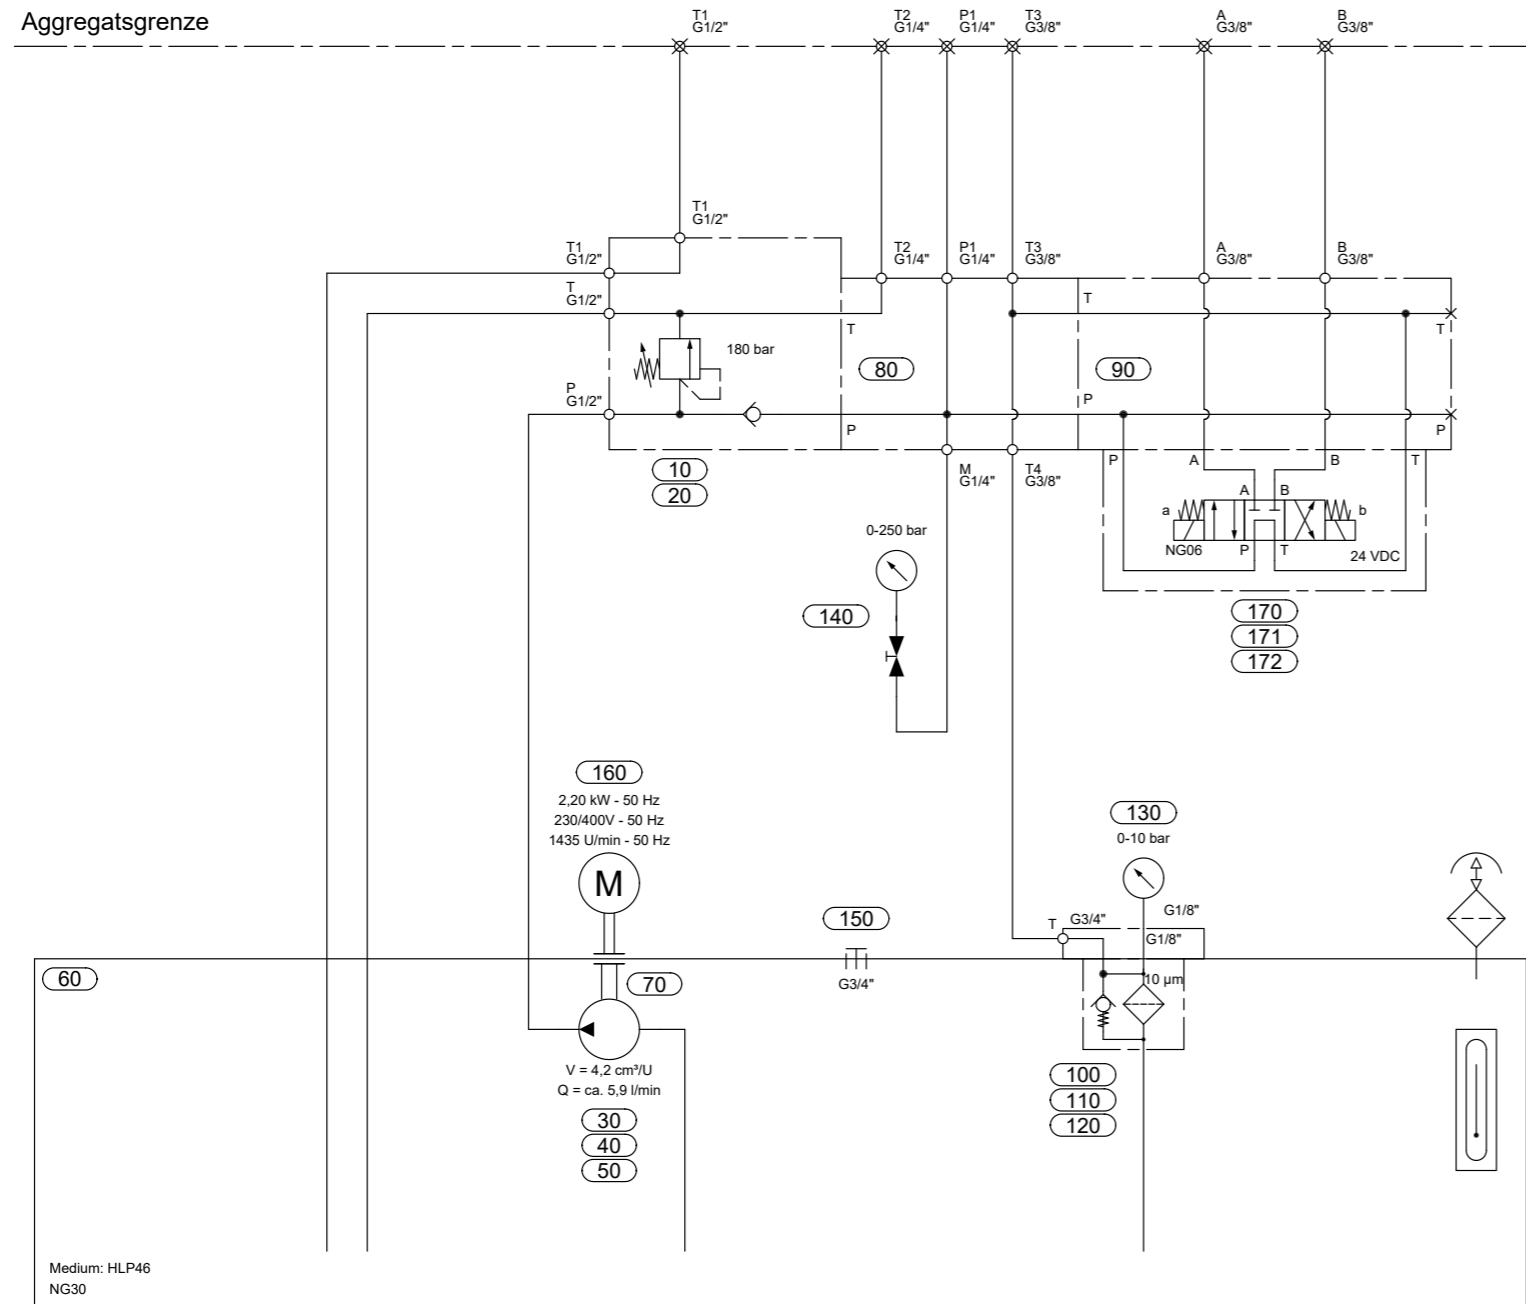 Aggregatsgrenze
T1
G1/2"
T2
G1/4"
P1
G1/4"
T3
G3/8"
A
G3/8"
B
G3/8"
T1
G1/2"
T1
G1/2"
T2
G1/4"
P1
G1/4"
T3
G3/8"
A
G3/8"
B
G3/8"
T
G1/2"
T
T
T
180 bar
80
90
P
G1/2"
P
P
P
10
20
M
G1/4"
T4
G3/8"
P
A
B
T
A
B
a
b
NG06
P
T
24 VDC
0-250 bar
140
170
171
172
160
2,20 kW - 50 Hz
230/400V - 50 Hz
1435 U/min - 50 Hz
M
130
0-10 bar
150
G3/4"
T
G3/4"
G1/8"
G1/8"
10 µm
60
70
V = 4,2 cm³/U
Q = ca. 5,9 l/min
30
40
50
100
110
120
Medium: HLP46
NG30